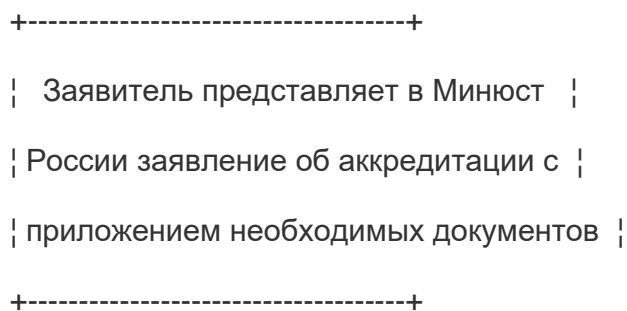 +-------------------------------------+
¦ Заявитель представляет в Минюст ¦
¦ России заявление об аккредитации с ¦
¦ приложением необходимых документов ¦
+-------------------------------------+